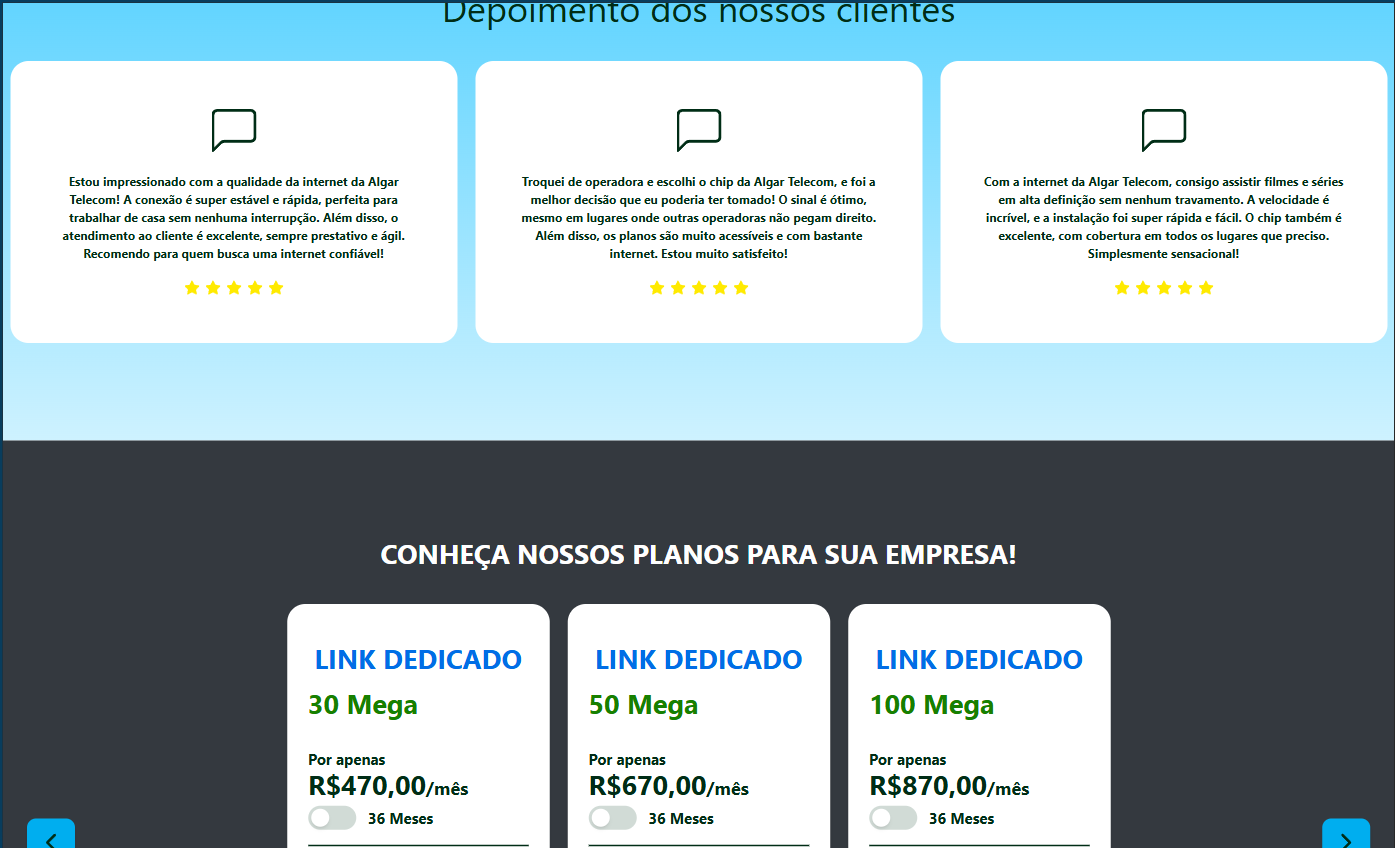 Depoimento dos nossos clientes
Estou impressionado com a qualidade da internet da Algar
Telecom! A conexão é super estável e rápida, perfeita para
trabalhar de casa sem nenhuma interrupção. Além disso, o
atendimento ao cliente é excelente, sempre prestativo e ágil.
Recomendo para quem busca uma internet confiável!
Troquei de operadora e escolhi o chip da Algar Telecom, e foi a
melhor decisão que eu poderia ter tomado! O sinal é ótimo,
mesmo em lugares onde outras operadoras não pegam direito.
Além disso, os planos são muito acessíveis e com bastante
internet. Estou muito satisfeito!
Com a internet da Algar Telecom, consigo assistir filmes e séries
em alta definição sem nenhum travamento. A velocidade é
incrível, e a instalação foi super rápida e fácil. O chip também é
excelente, com cobertura em todos os lugares que preciso.
Simplesmente sensacional!
CONHEÇA NOSSOS PLANOS PARA SUA EMPRESA!
LINK DEDICADO
30 Mega
Por apenas
R$470,00/mês
36 Meses
LINK DEDICADO
50 Mega
Por apenas
R$670,00/mês
36 Meses
LINK DEDICADO
100 Mega
Por apenas
R$870,00/mês
36 Meses